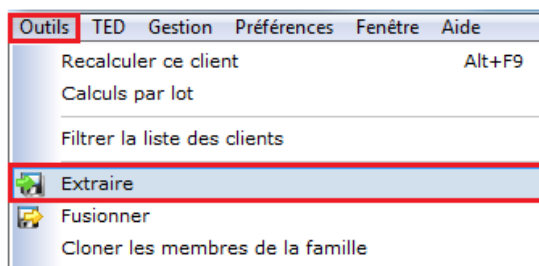 Outils TED Gestion Préférences Fenêtre Aide
Recalculer ce client Alt+F9
Calculs par lot
Filtrer la liste des clients
Extraire
Fusionner
Cloner les membres de la famille